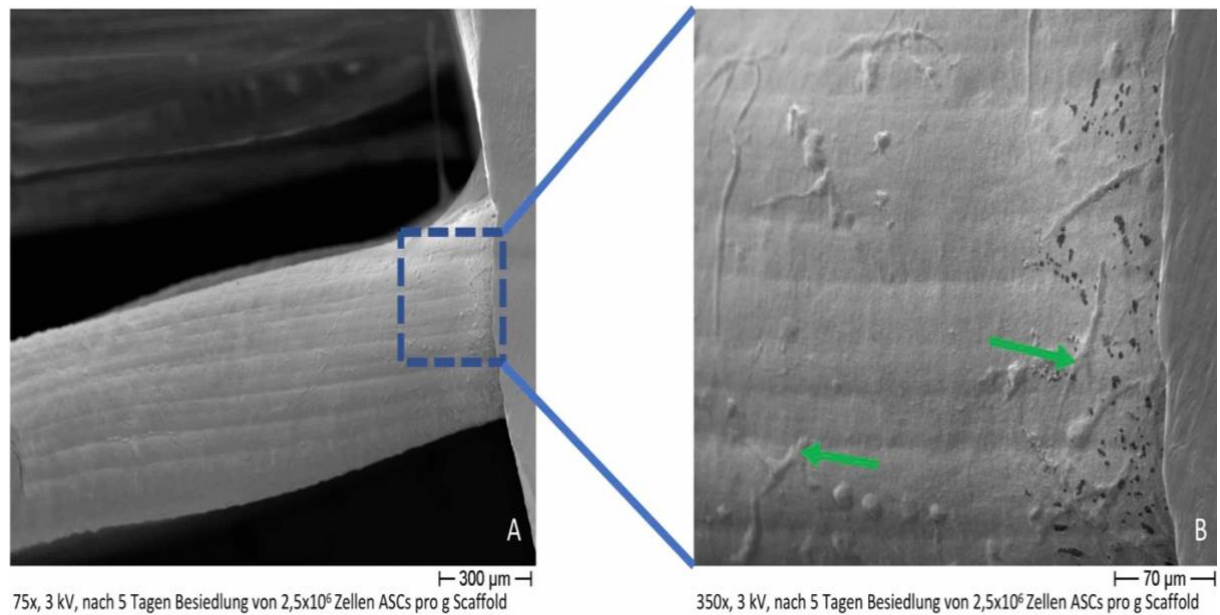 A
B
300 µm
70 µm
75x, 3 kV, nach 5 Tagen Besiedlung von 2,5x10⁶ Zellen ASCs pro g Scaffold
350x, 3 kV, nach 5 Tagen Besiedlung von 2,5x10⁶ Zellen ASCs pro g Scaffold